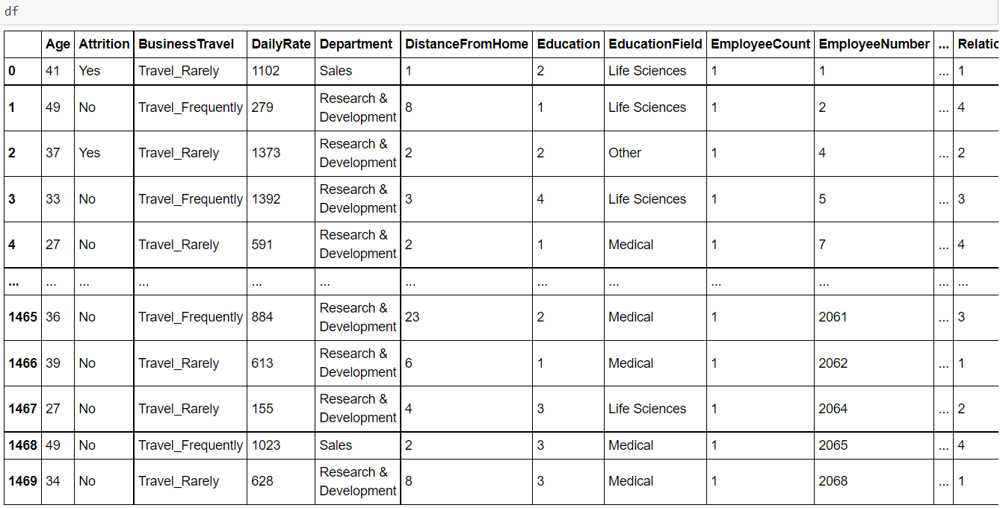 df
Age Attrition BusinessTravel DailyRate Department DistanceFromHome Education EducationField EmployeeCount EmployeeNumber ... Relatio
0 41 Yes Travel_Rarely 1102 Sales 1 2 Life Sciences 1 1 ... 1
1 49 No Travel_Frequently 279 Research & Development 8 1 Life Sciences 1 2 ... 4
2 37 Yes Travel_Rarely 1373 Research & Development 2 2 Other 1 4 ... 2
3 33 No Travel_Frequently 1392 Research & Development 3 4 Life Sciences 1 5 ... 3
4 27 No Travel_Rarely 591 Research & Development 2 1 Medical 1 7 ... 4
... ... ... ... ... ... ... ... ... ... ... ... ...
1465 36 No Travel_Frequently 884 Research & Development 23 2 Medical 1 2061 ... 3
1466 39 No Travel_Rarely 613 Research & Development 6 1 Medical 1 2062 ... 1
1467 27 No Travel_Rarely 155 Research & Development 4 3 Life Sciences 1 2064 ... 2
1468 49 No Travel_Frequently 1023 Sales 2 3 Medical 1 2065 ... 4
1469 34 No Travel_Rarely 628 Research & Development 8 3 Medical 1 2068 ... 1